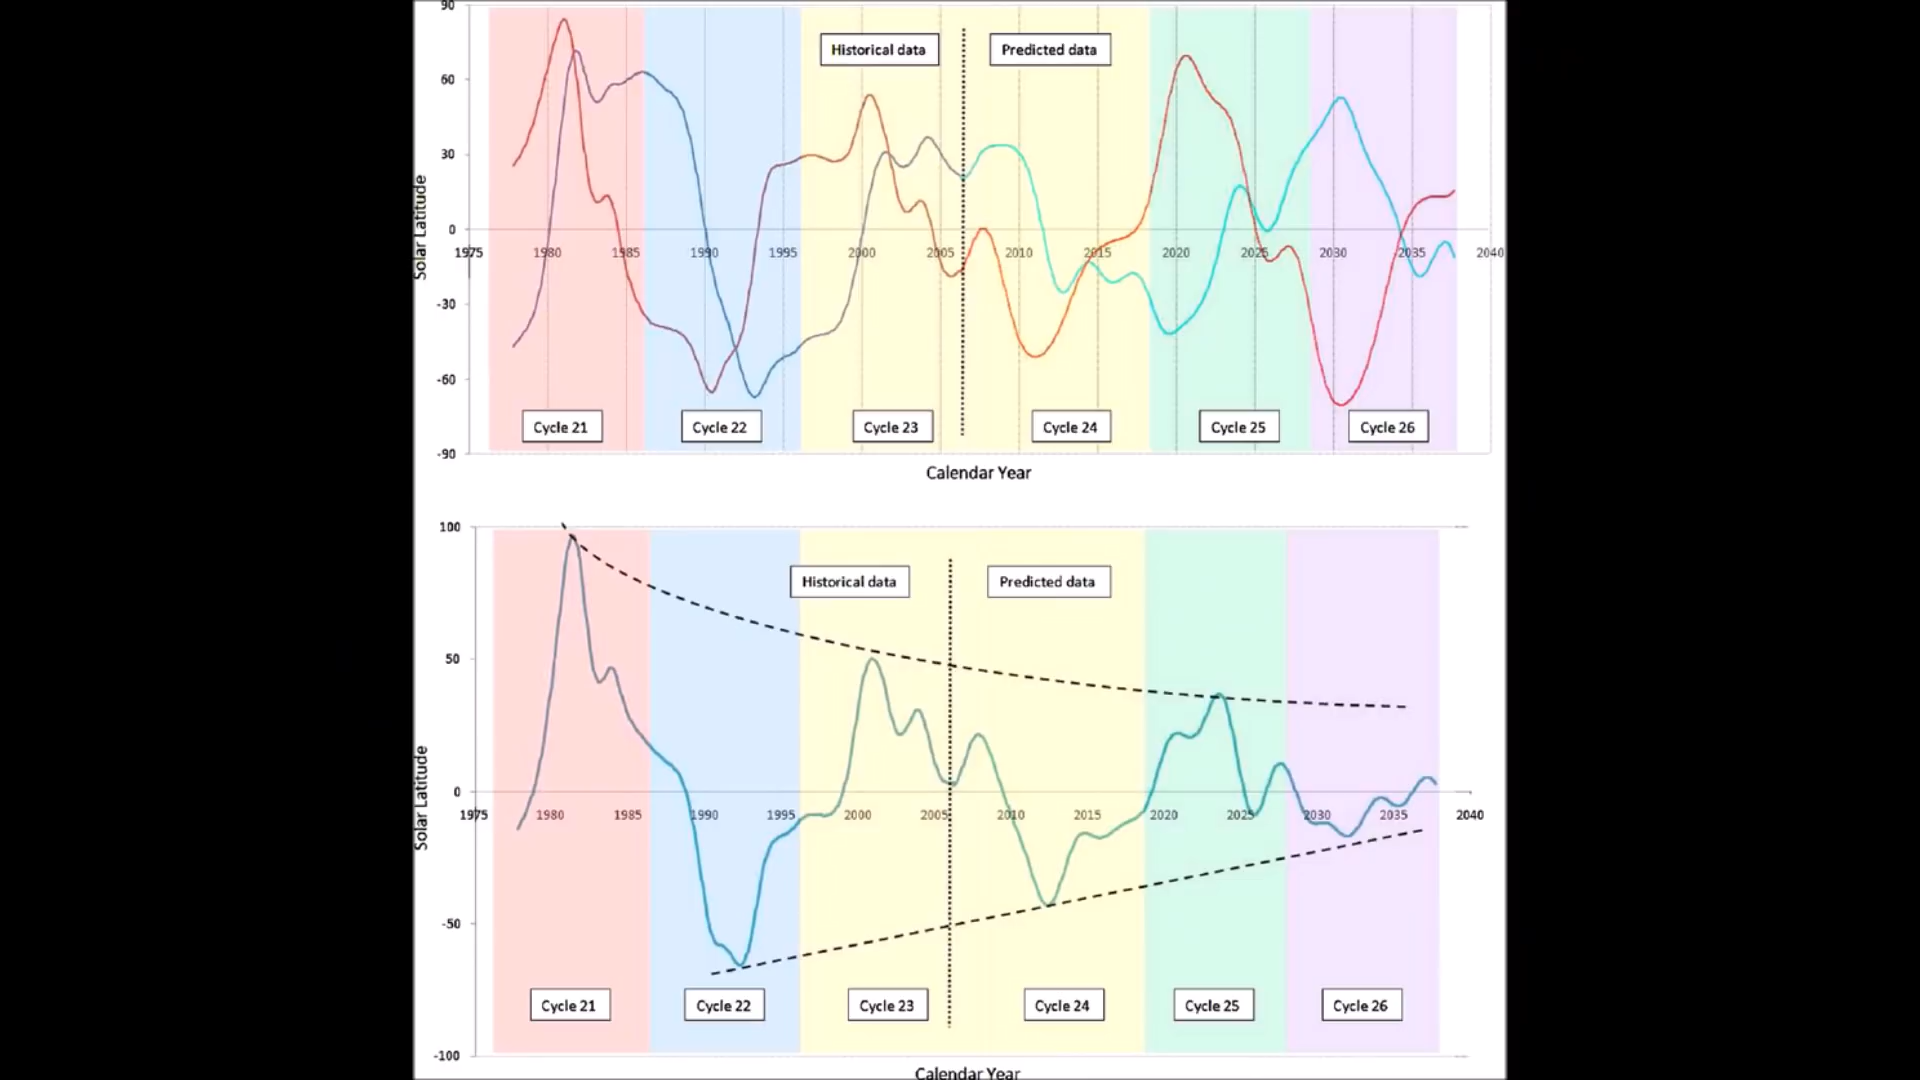 90
Historical data
Predicted data
60
30
0
1975
1980
1985
1990
1995
2000
2005
2010
2015
2020
2025
2030
2035
2040
-30
-60
-90
Solar Latitude
Cycle 21
Cycle 22
Cycle 23
Cycle 24
Cycle 25
Cycle 26
Calendar Year
100
Historical data
Predicted data
50
0
1975
1980
1985
1990
1995
2000
2005
2010
2015
2020
2025
2030
2035
2040
-50
-100
Solar Latitude
Cycle 21
Cycle 22
Cycle 23
Cycle 24
Cycle 25
Cycle 26
Calendar Year